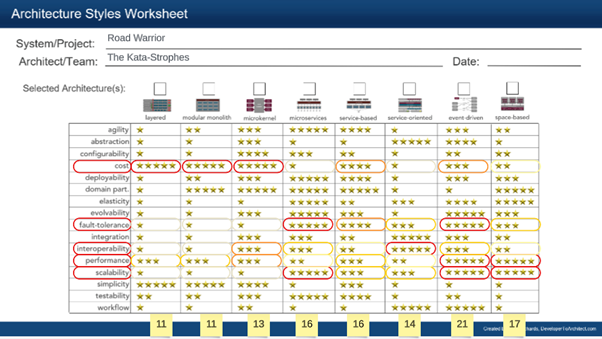 Architecture Styles Worksheet
System/Project: Road Warrior
Architect/Team: The Kata-Strophes Date:
Selected Architecture(s):
layered modular monolith microkernel microservices service-based service-oriented event-driven space-based
agility
abstraction
configurability
cost
deployability
domain part.
elasticity
evolvability
fault-tolerance
integration
interoperability
performance
scalability
simplicity
testability
workflow
11 11 13 16 16 14 21 17
Created DeveloperToArchitect.com